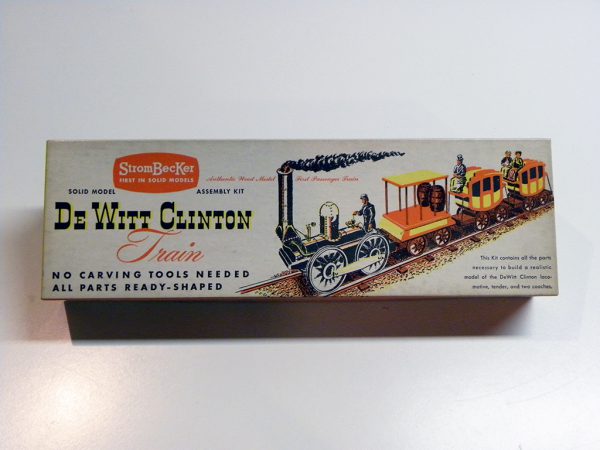 StromBecKer
FIRST IN SOLID MODELS
Authentic Wood Model First Passenger Train
SOLID MODEL ASSEMBLY KIT
DE WITT CLINTON
Train
NO CARVING TOOLS NEEDED
ALL PARTS READY-SHAPED
This Kit contains all the parts
necessary to build a realistic
model of the DeWitt Clinton loco-
motive, tender, and two coaches.